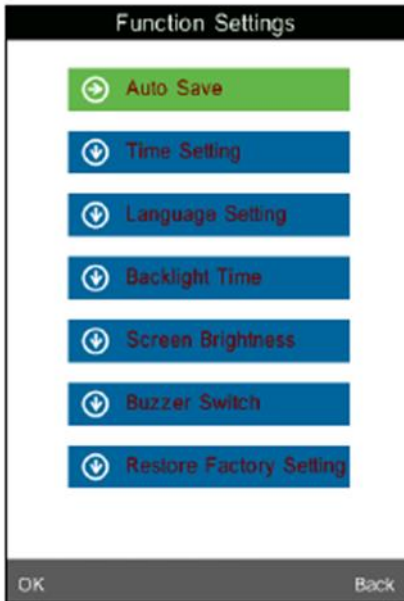 Function Settings
Auto Save
Time Setting
Language Setting
Backlight Time
Screen Brightness
Buzzer Switch
Restore Factory Setting
OK
Back